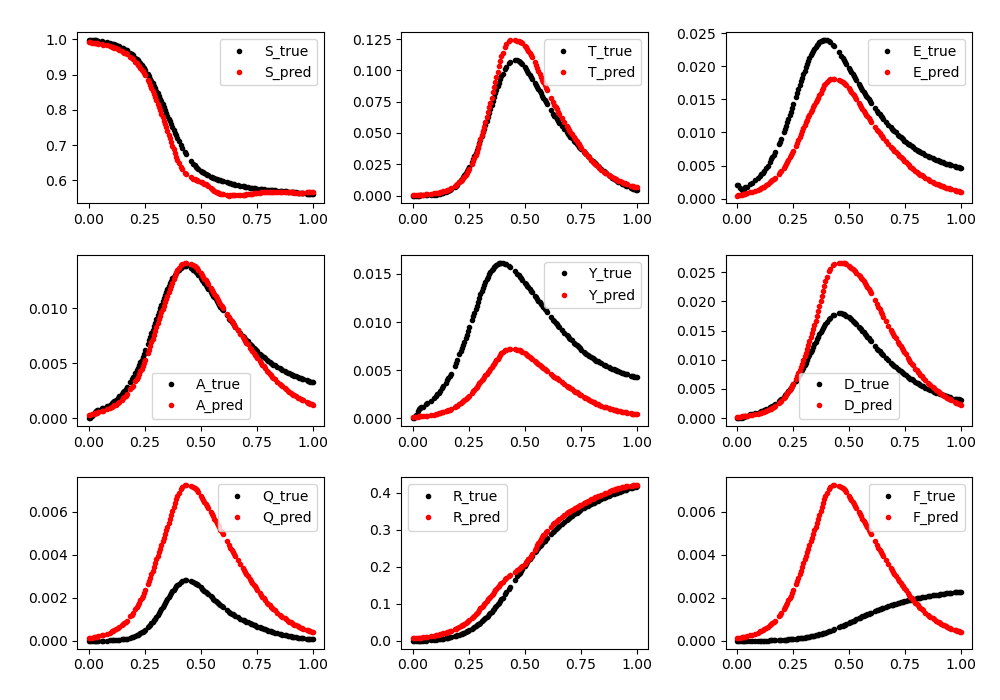 1.0
0.9
0.8
0.7
0.6
0.00 0.25 0.50 0.75 1.00
S_true
S_pred
0.125
0.100
0.075
0.050
0.025
0.000
0.00 0.25 0.50 0.75 1.00
T_true
T_pred
0.025
0.020
0.015
0.010
0.005
0.000
0.00 0.25 0.50 0.75 1.00
E_true
E_pred
0.010
0.005
0.000
0.00 0.25 0.50 0.75 1.00
A_true
A_pred
0.015
0.010
0.005
0.000
0.00 0.25 0.50 0.75 1.00
Y_true
Y_pred
0.025
0.020
0.015
0.010
0.005
0.000
0.00 0.25 0.50 0.75 1.00
D_true
D_pred
0.006
0.004
0.002
0.000
0.00 0.25 0.50 0.75 1.00
Q_true
Q_pred
0.4
0.3
0.2
0.1
0.0
0.00 0.25 0.50 0.75 1.00
R_true
R_pred
0.006
0.004
0.002
0.000
0.00 0.25 0.50 0.75 1.00
F_true
F_pred